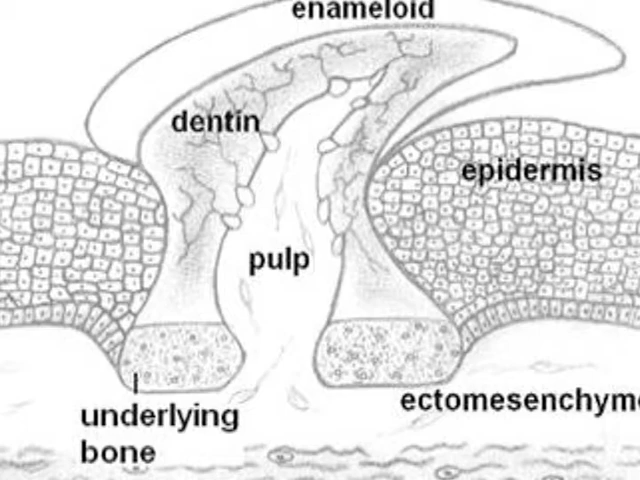 enameloid
dentin
epidermis
pulp
ectomesenchym
underlying
bone